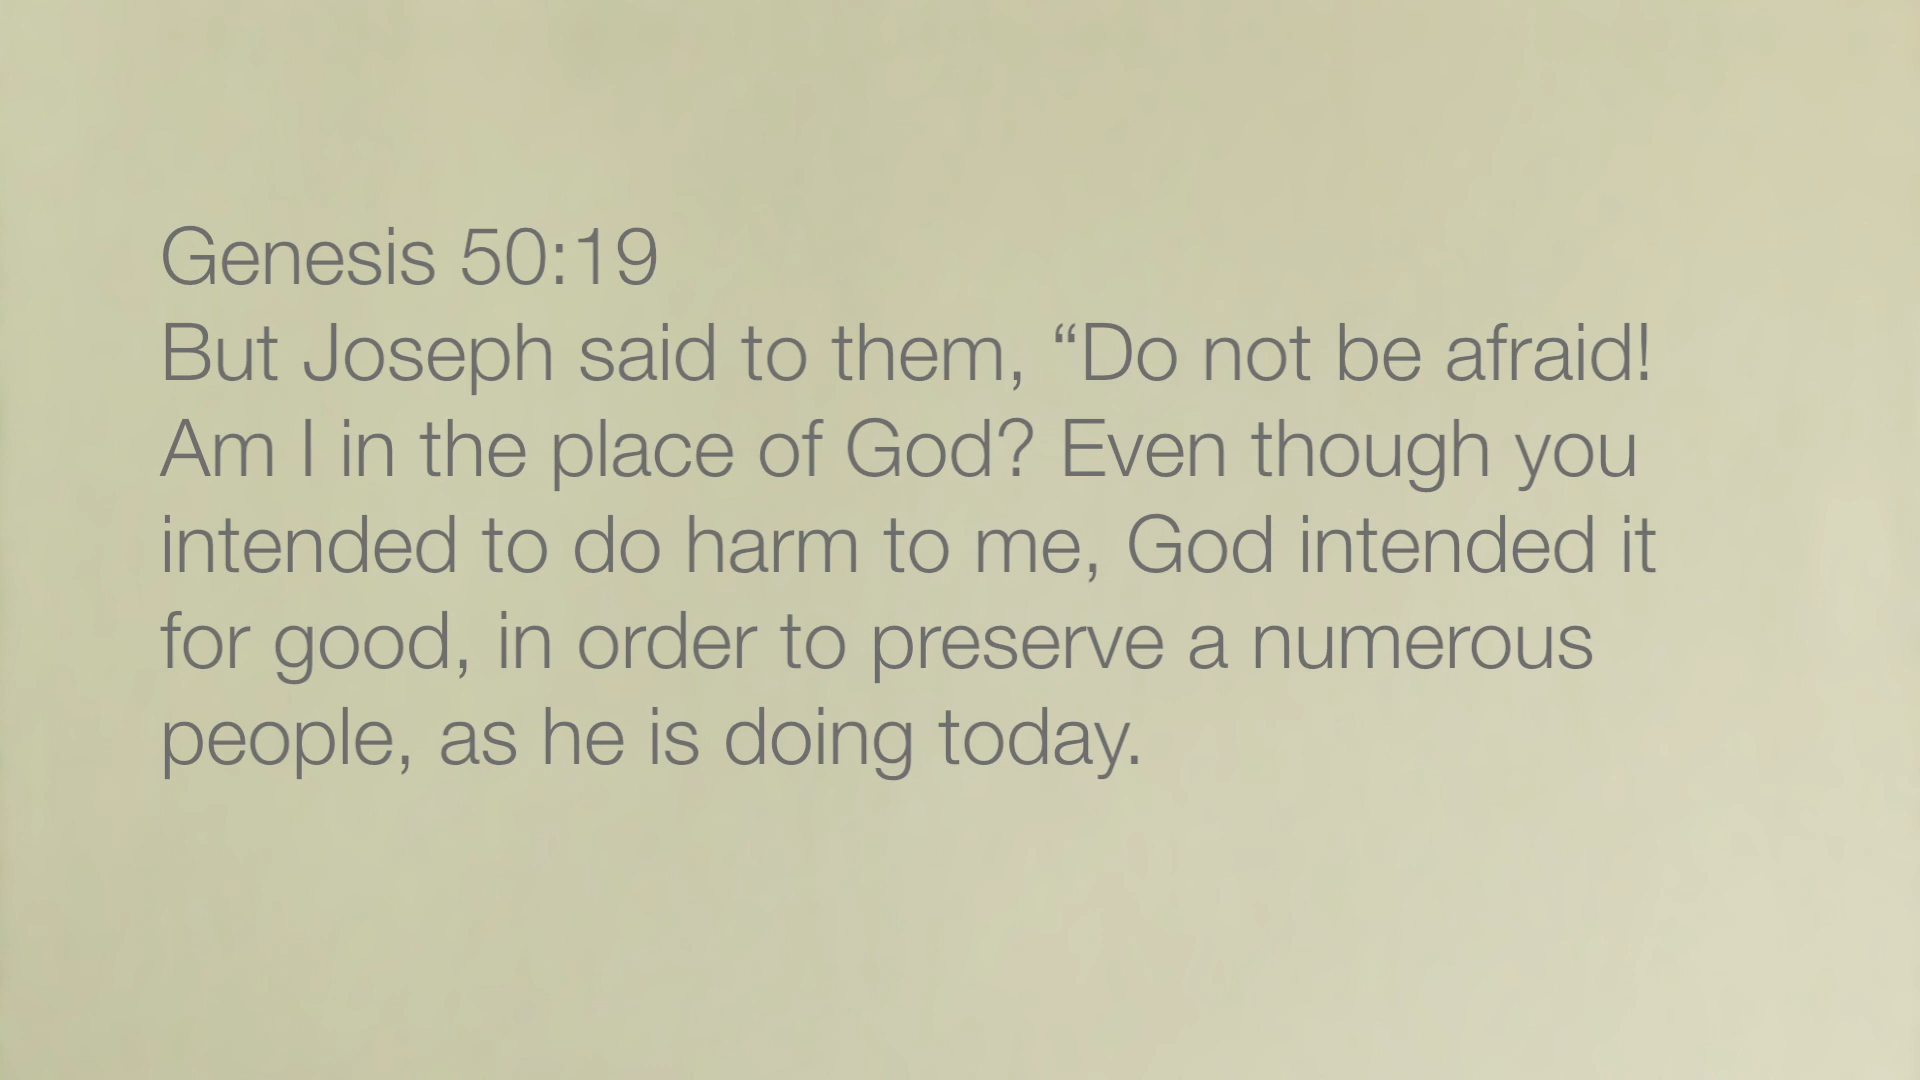 Genesis 50:19
But Joseph said to them, “Do not be afraid!
Am I in the place of God? Even though you
intended to do harm to me, God intended it
for good, in order to preserve a numerous
people, as he is doing today.